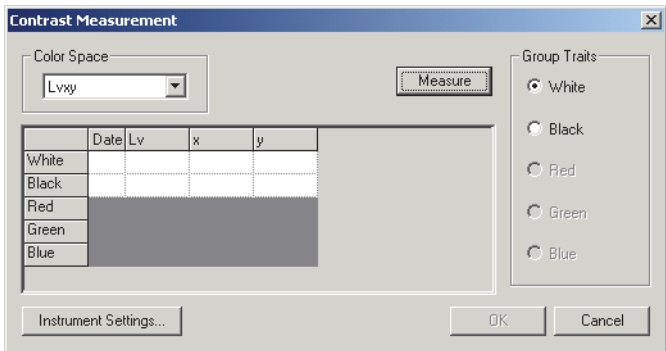 Contrast Measurement
Color Space
Lvxy
Measure
Group Traits
White
Black
Red
Green
Blue
Date Lv x y
White
Black
Red
Green
Blue
Instrument Settings...
OK
Cancel